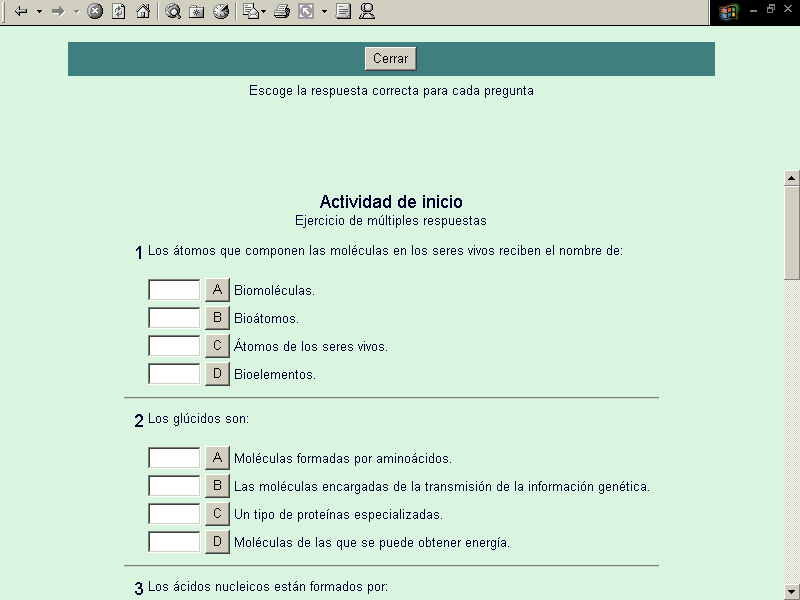 Cerrar
Escoge la respuesta correcta para cada pregunta
Actividad de inicio
Ejercicio de múltiples respuestas
1 Los átomos que componen las moléculas en los seres vivos reciben el nombre de:
A Biomoléculas.
B Bioátomos.
C Átomos de los seres vivos.
D Bioelementos.
2 Los glúcidos son:
A Moléculas formadas por aminoácidos.
B Las moléculas encargadas de la transmisión de la información genética.
C Un tipo de proteínas especializadas.
D Moléculas de las que se puede obtener energía.
3 Los ácidos nucleicos están formados por: